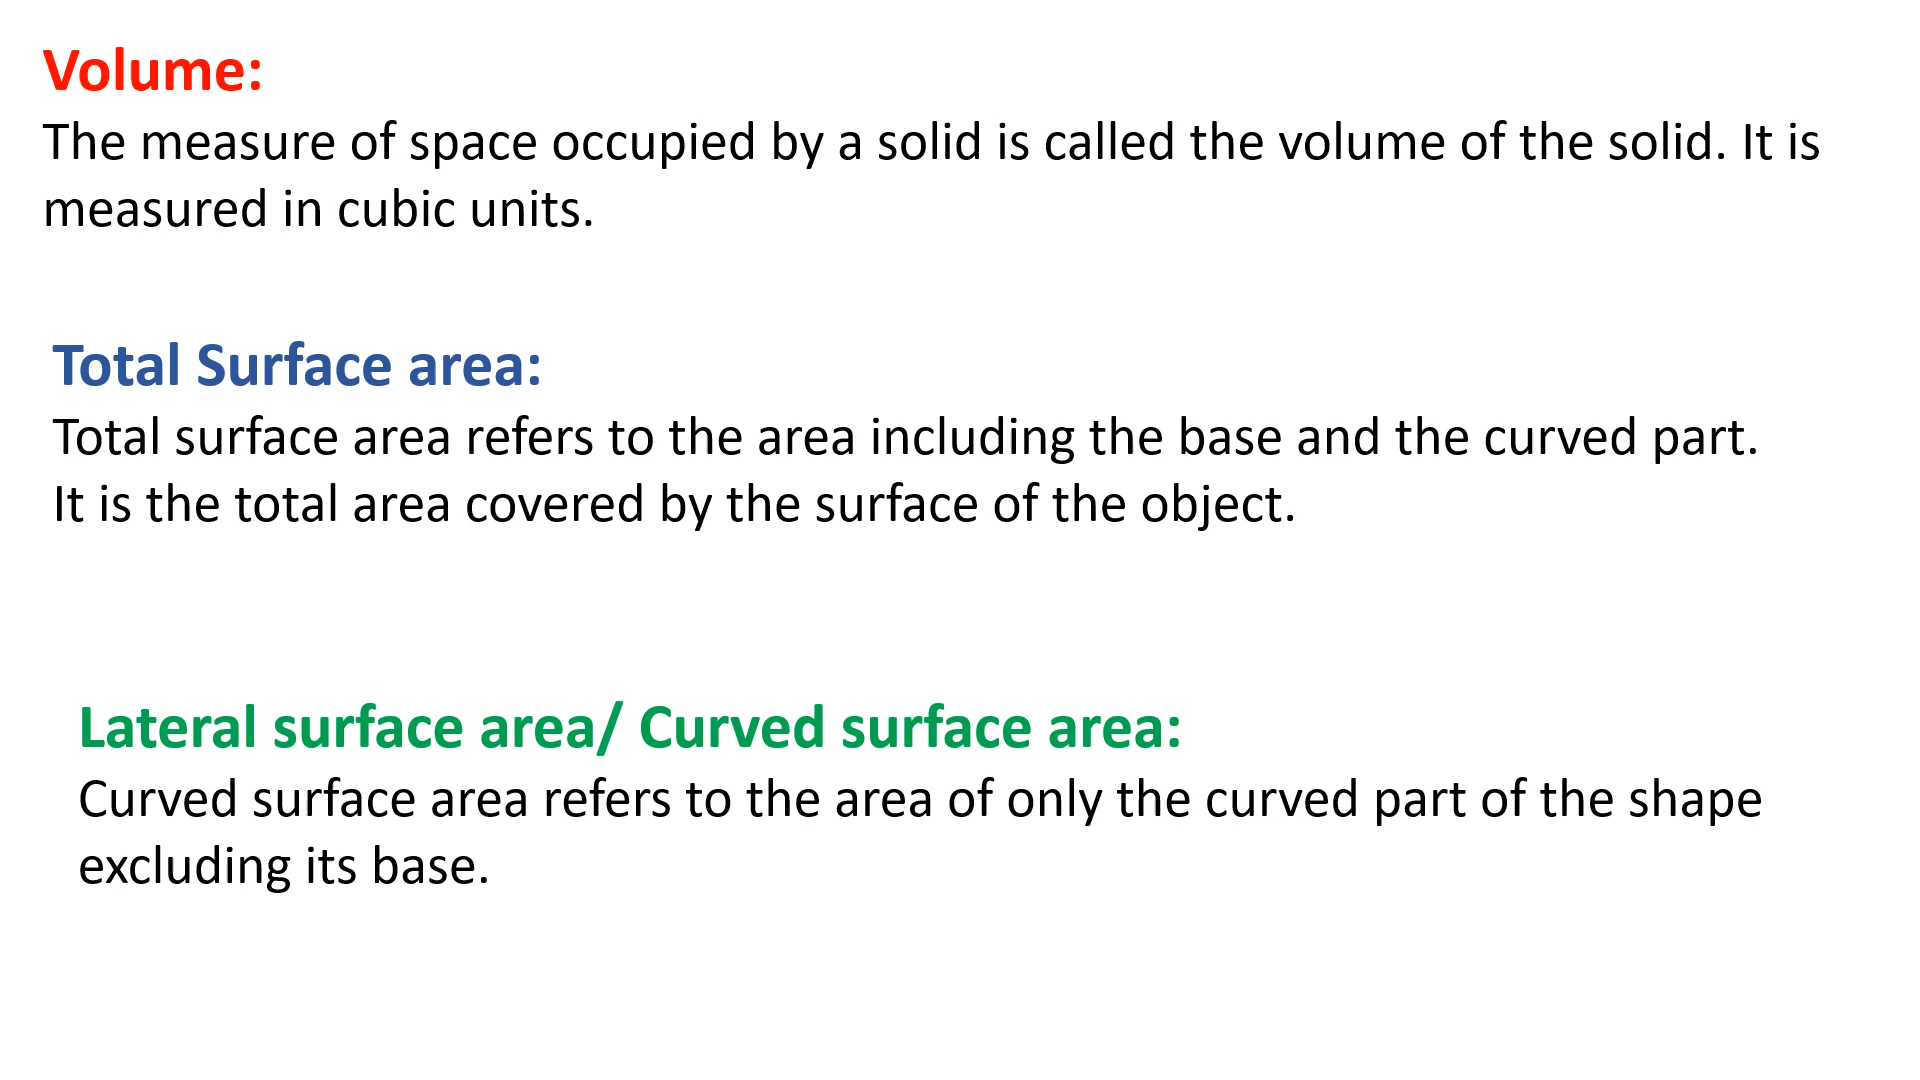 Volume:
The measure of space occupied by a solid is called the volume of the solid. It is
measured in cubic units.
Total Surface area:
Total surface area refers to the area including the base and the curved part.
It is the total area covered by the surface of the object.
Lateral surface area/ Curved surface area:
Curved surface area refers to the area of only the curved part of the shape
excluding its base.